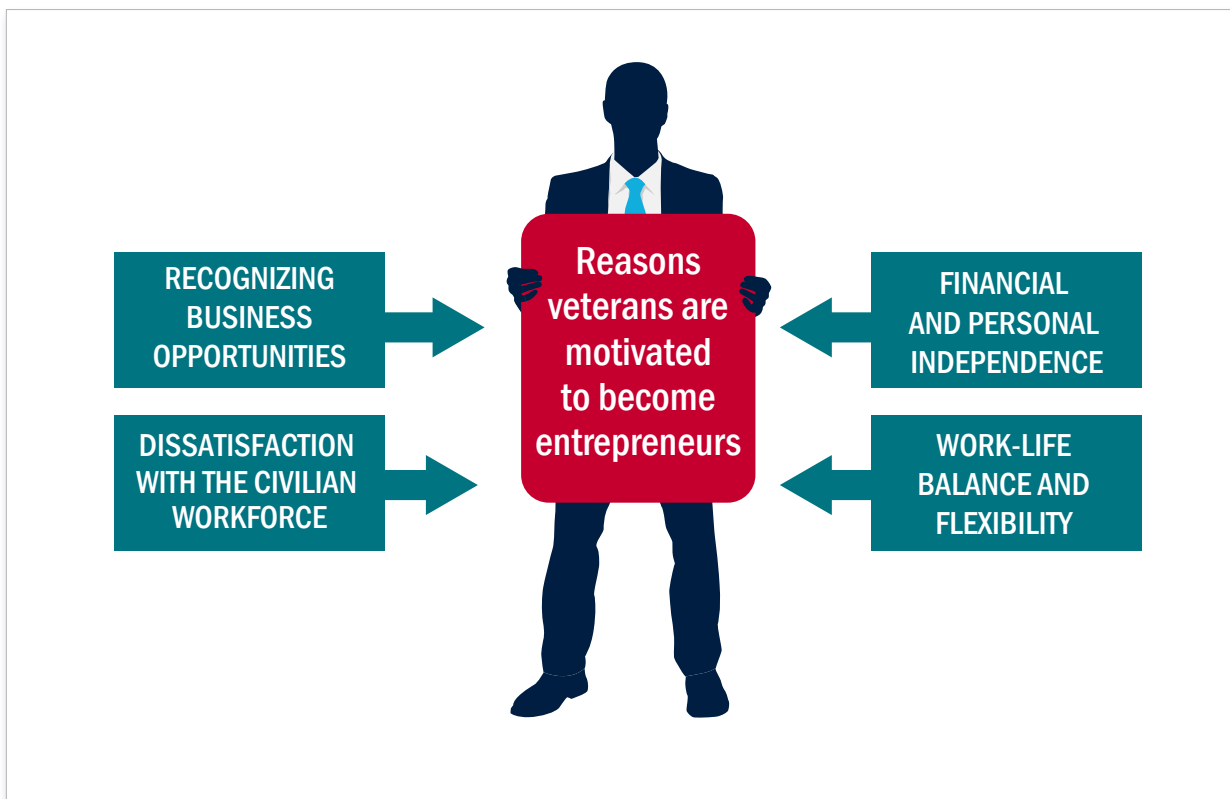 Reasons
veterans are
motivated
to become
entrepreneurs
RECOGNIZING
BUSINESS
OPPORTUNITIES
DISSATISFACTION
WITH THE CIVILIAN
WORKFORCE
FINANCIAL
AND PERSONAL
INDEPENDENCE
WORK-LIFE
BALANCE AND
FLEXIBILITY